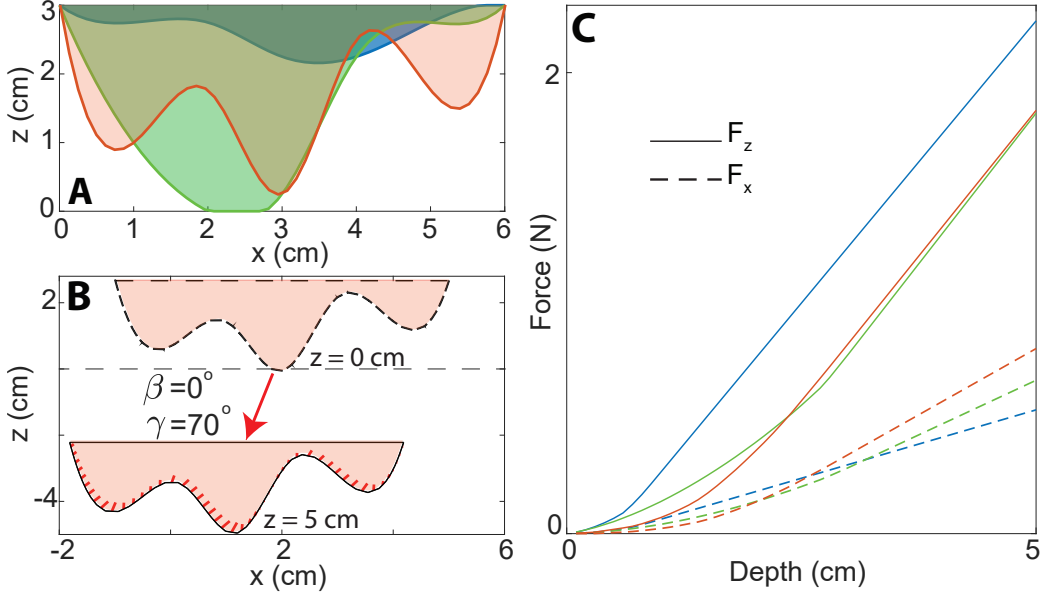 3
2
1
0
z (cm)
A
0 1 2 3 4 5 6
x (cm)
B
2
-4
z (cm)
z = 0 cm
β=0°
γ=70°
z = 5 cm
-2 2 6
x (cm)
C
2
0
Force (N)
F_z
F_x
0 5
Depth (cm)